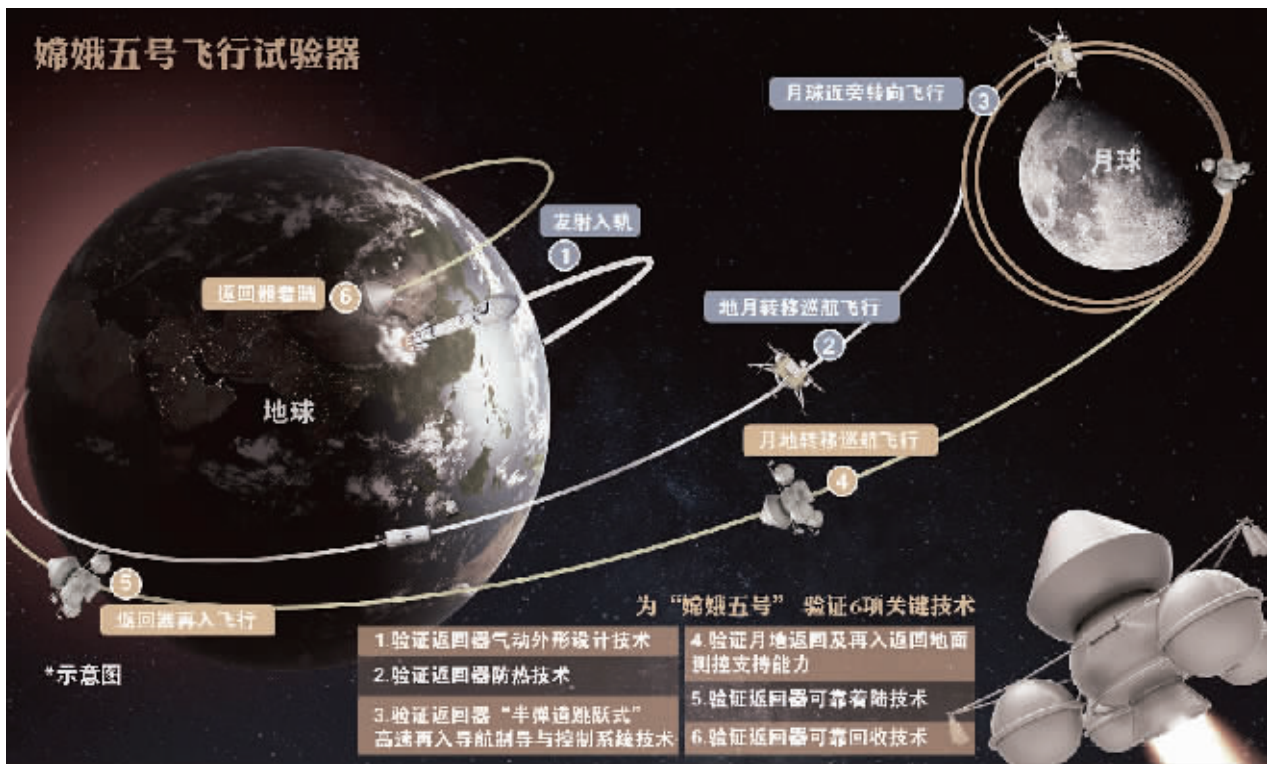 嫦娥五号飞行试验器
月球近旁转向飞行
3
月球
发射入轨
1
返回器着陆
6
地月转移巡航飞行
2
地球
月地转移巡航飞行
4
5
返回器再入飞行
*示意图
为“嫦娥五号” 验证6项关键技术
1.验证返回器气动外形设计技术
2.验证返回器防热技术
3.验证返回器“半弹道跳跃式”
高速再入导航制导与控制系统技术
4.验证月地返回及再入返回地面
测控支持能力
5.验证返回器可靠着陆技术
6.验证返回器可靠回收技术